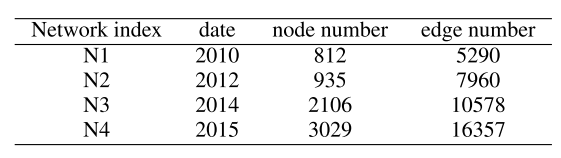 Network index date node number edge number
N1 2010 812 5290
N2 2012 935 7960
N3 2014 2106 10578
N4 2015 3029 16357